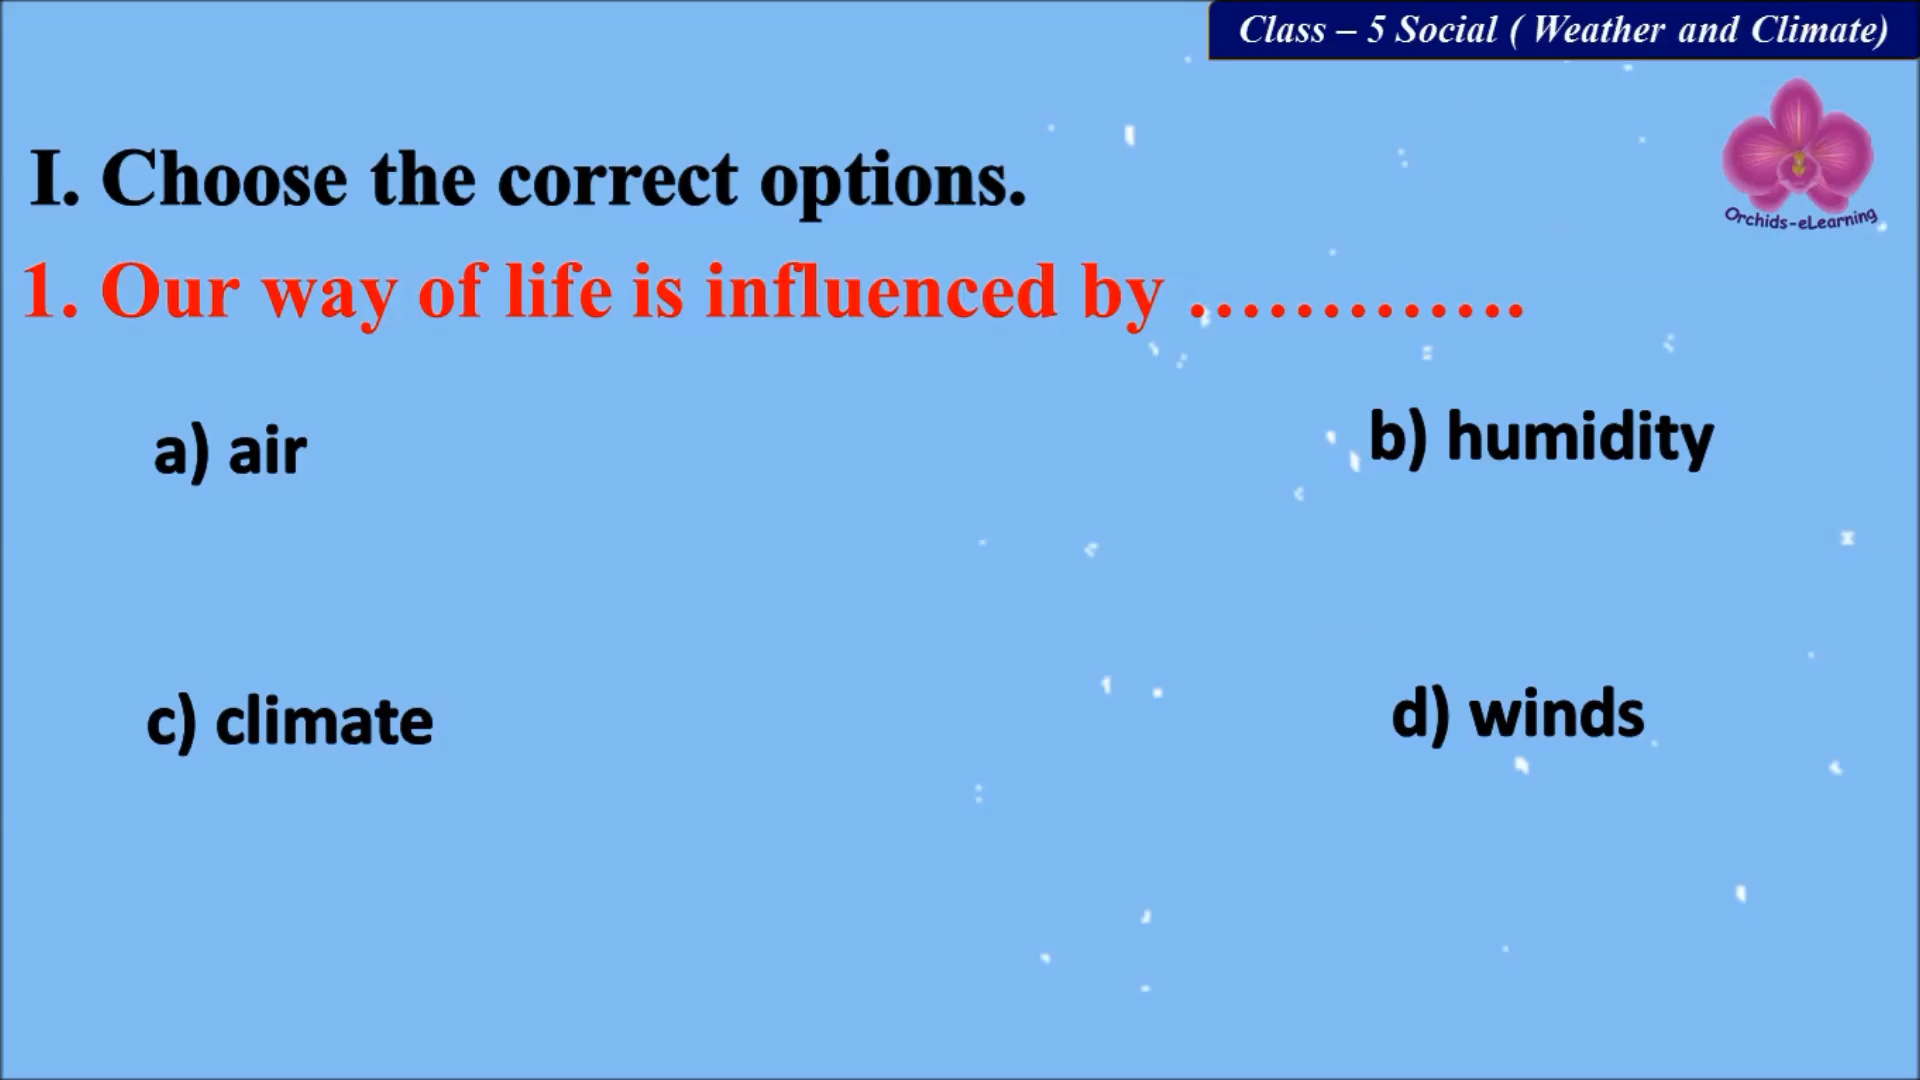 Class – 5 Social ( Weather and Climate)
Orchids-eLearning
I. Choose the correct options.
1. Our way of life is influenced by ………….
a) air
b) humidity
c) climate
d) winds